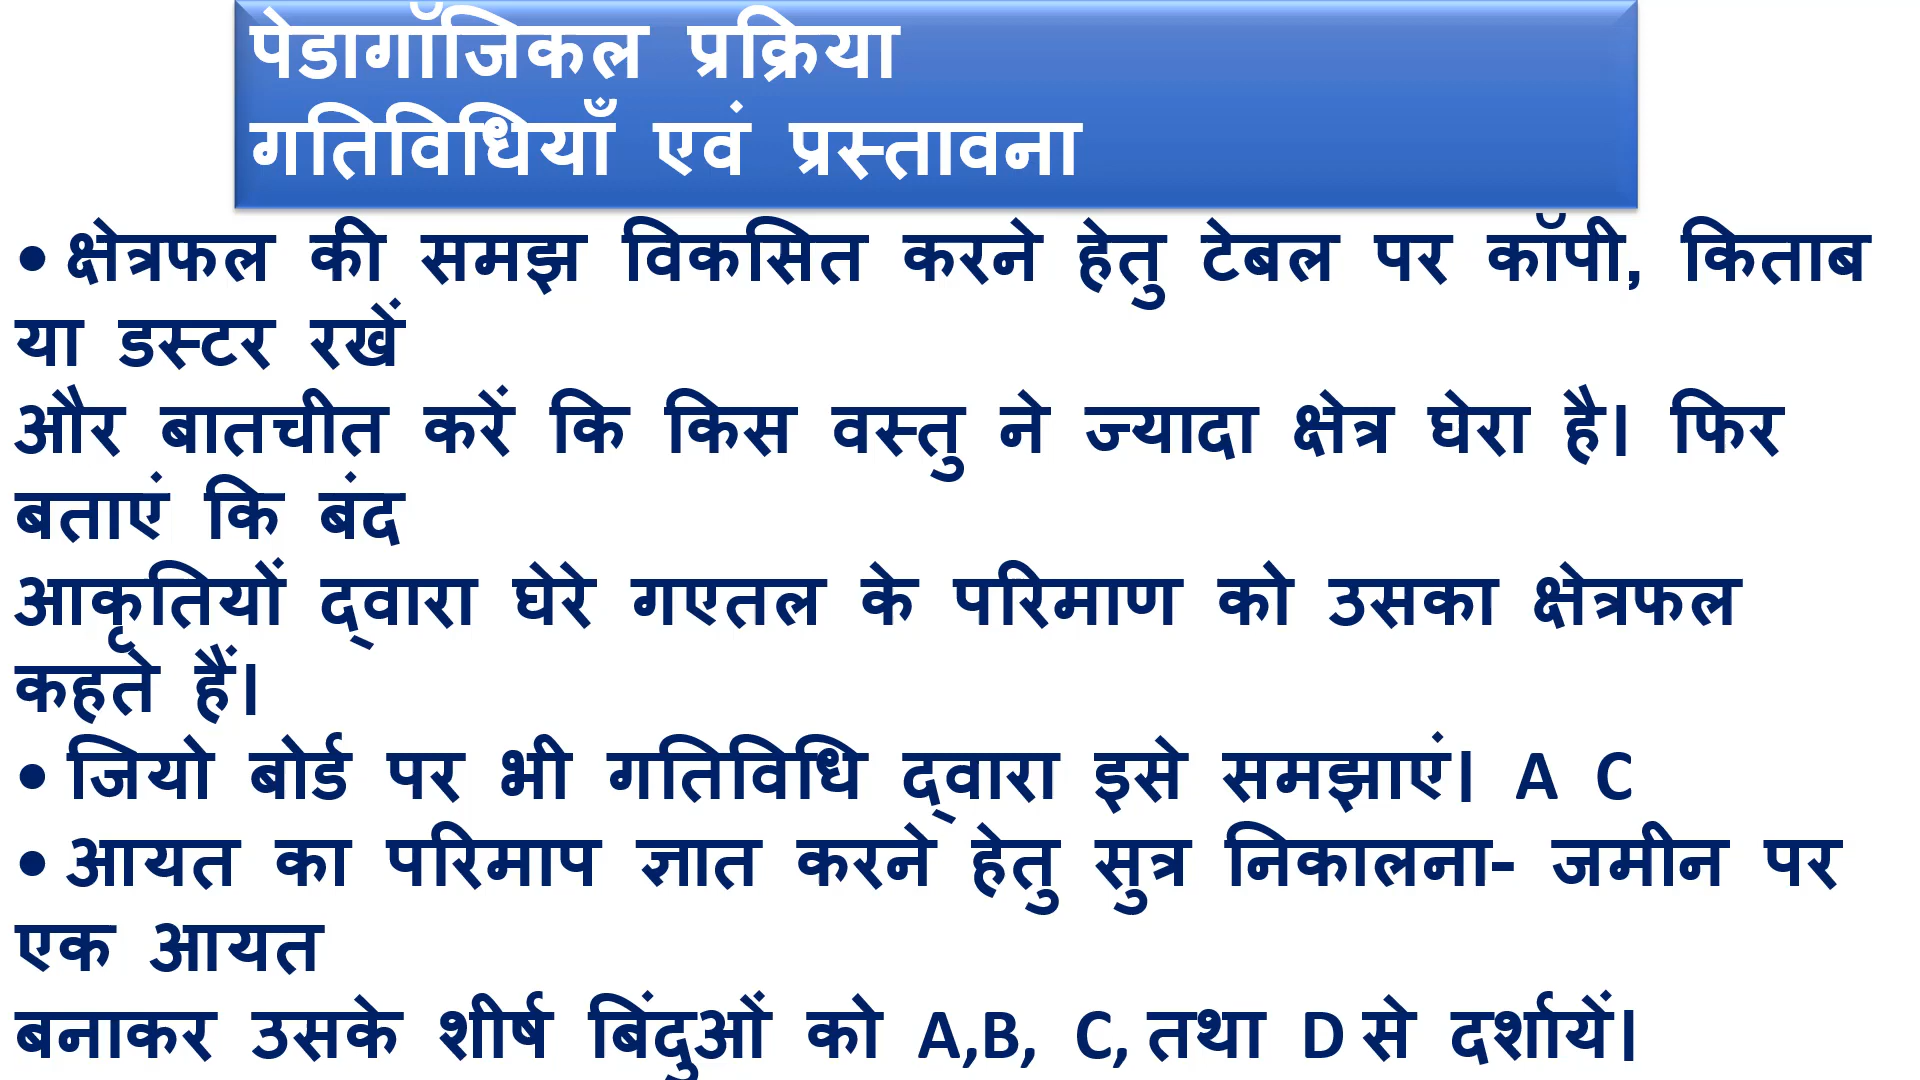 पेडागॉजिकल प्रक्रिया
गतिविधियाँ एवं प्रस्तावना
• क्षेत्रफल की समझ विकसित करने हेतु टेबल पर कॉपी, किताब
या डस्टर रखें
और बातचीत करें कि किस वस्तु ने ज्यादा क्षेत्र घेरा है। फिर
बताएं कि बंद
आकृतियों द्वारा घेरे गएतल के परिमाण को उसका क्षेत्रफल
कहते हैं।
• जियो बोर्ड पर भी गतिविधि द्वारा इसे समझाएं। A C
• आयत का परिमाप ज्ञात करने हेतु सुत्र निकालना- जमीन पर
एक आयत
बनाकर उसके शीर्ष बिंदुओं को A,B, C, तथा D से दर्शायें।